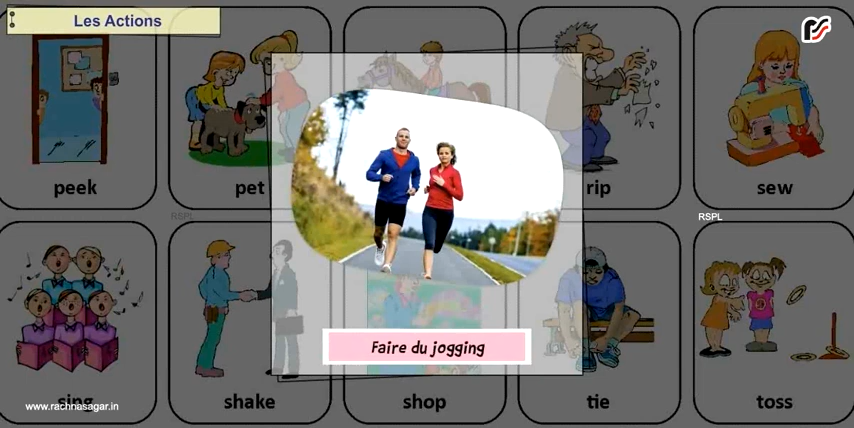 Les Actions
peek
pet
rip
sew
RSPL
RSPL
Faire du jogging
sing
shake
shop
tie
toss
www.rachnasagar.in